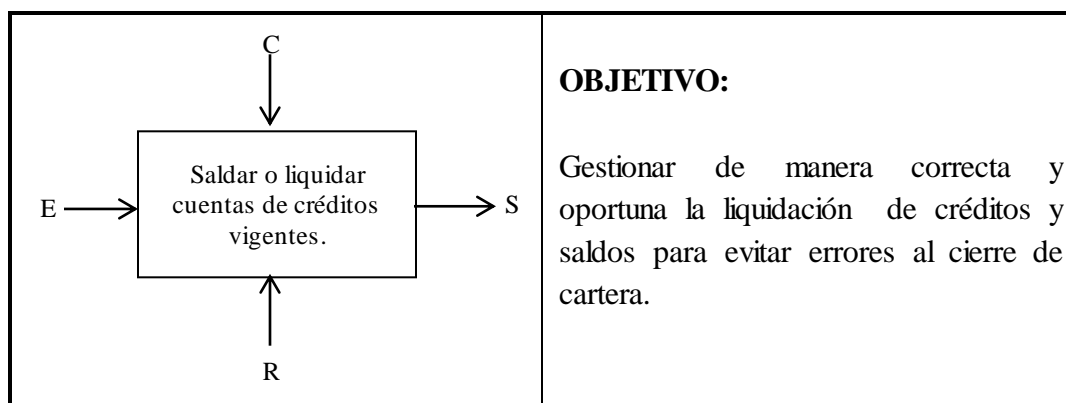 C
Saldar o liquidar
cuentas de créditos
vigentes.
E
S
R
OBJETIVO:
Gestionar de manera correcta y
oportuna la liquidación de créditos y
saldos para evitar errores al cierre de
cartera.